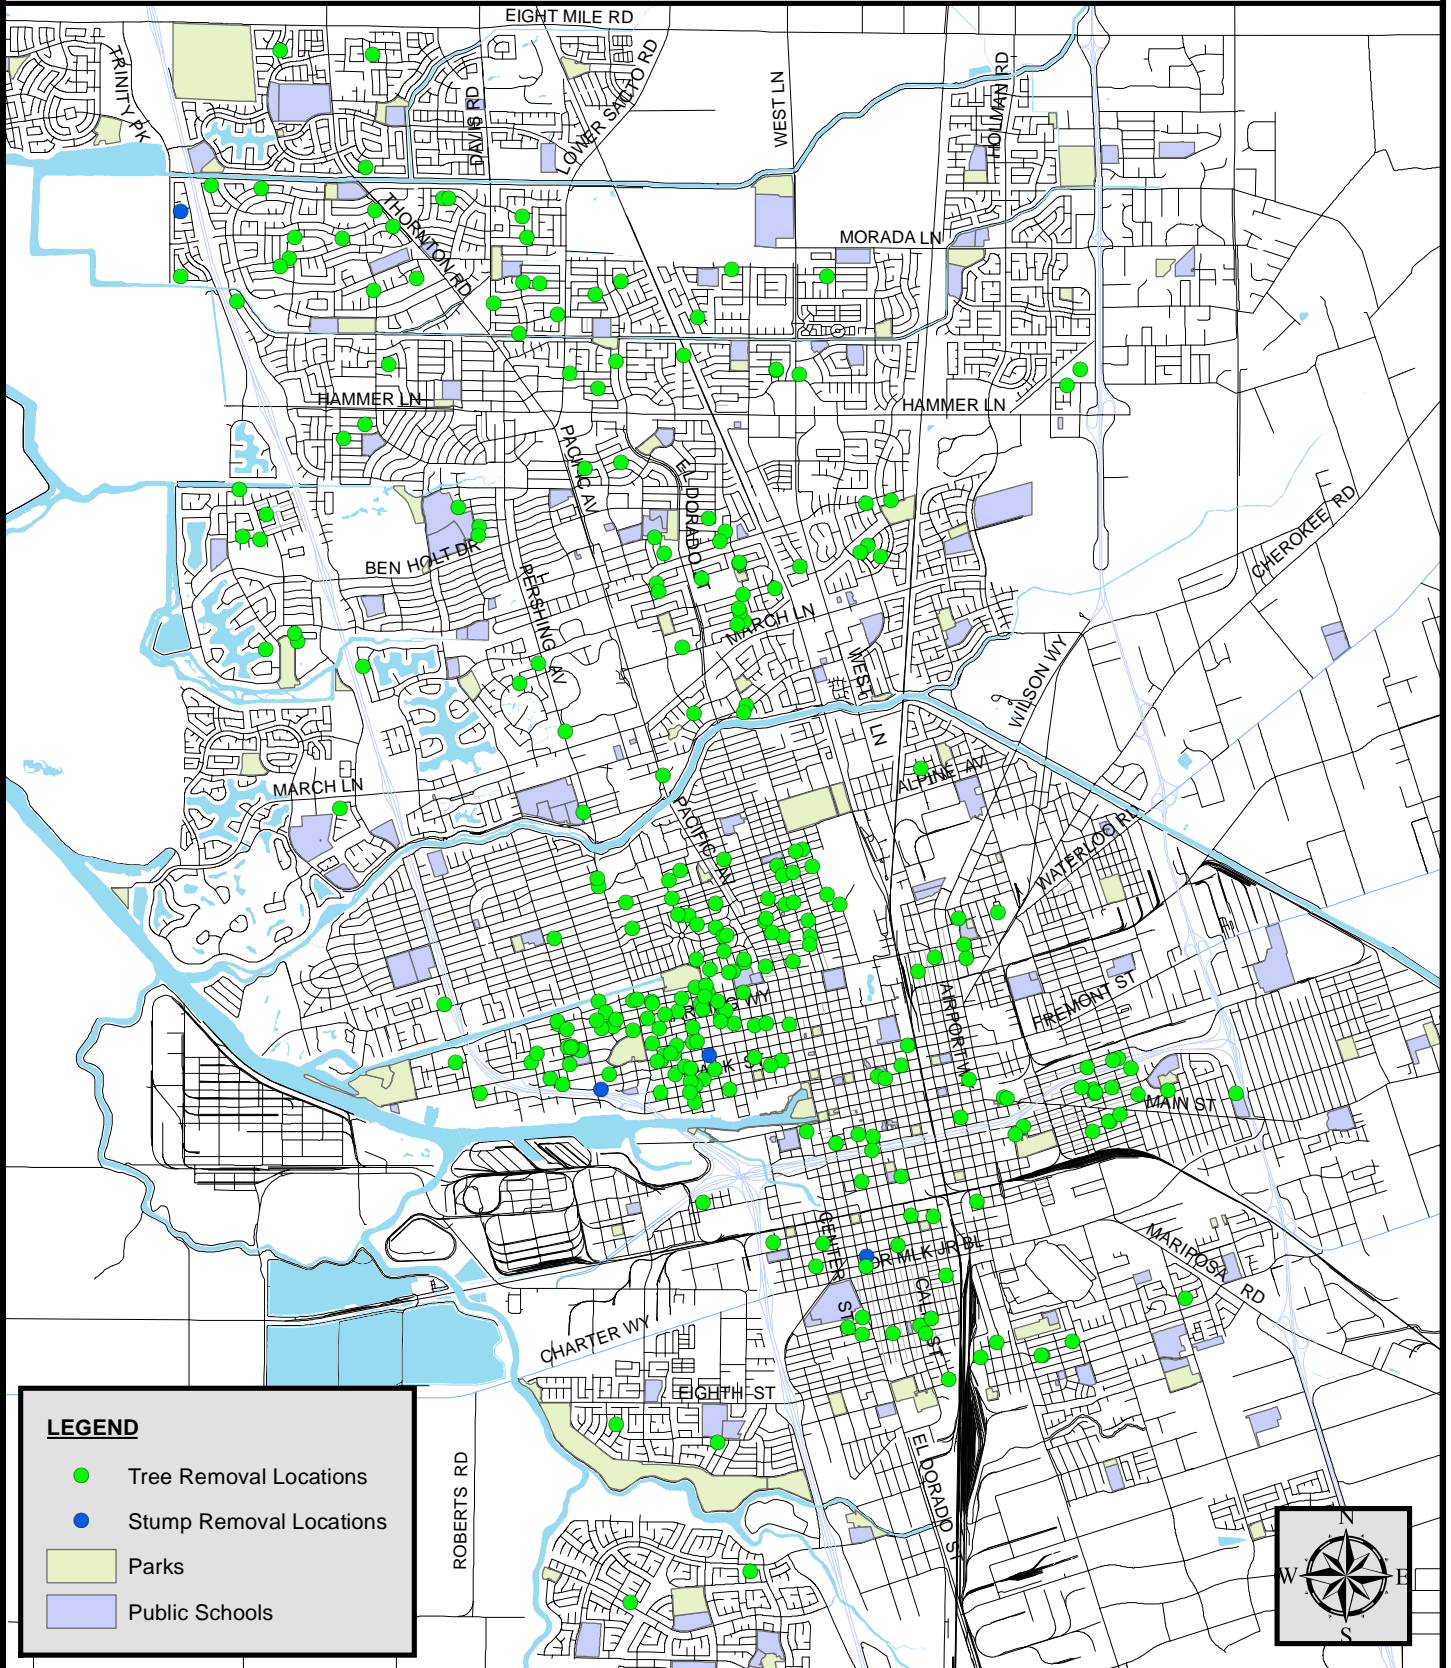 EIGHT MILE RD
TRINITY PK
DAVIS RD
LOWER SACTO RD
WEST LN
HOLMAN RD
THORNTON RD
MORADA LN
HAMMER LN
HAMMER LN
PACIFIC AV
EL DORADO ST
CHEROKEE RD
BEN HOLT DR
PERSHING AV
MARCH LN
WEST LN
WILSON WY
MARCH LN
ALPINE AV
PACIFIC AV
WATERLOO RD
AIRPORT WY
FREMONT ST
MAIN ST
CENTER ST
DR MLK JR BL
MARIPOSA RD
CALI ST
CHARTER WY
EIGHTH ST
EL DORADO ST
ROBERTS RD
LEGEND
Tree Removal Locations
Stump Removal Locations
Parks
Public Schools
N
W E
S